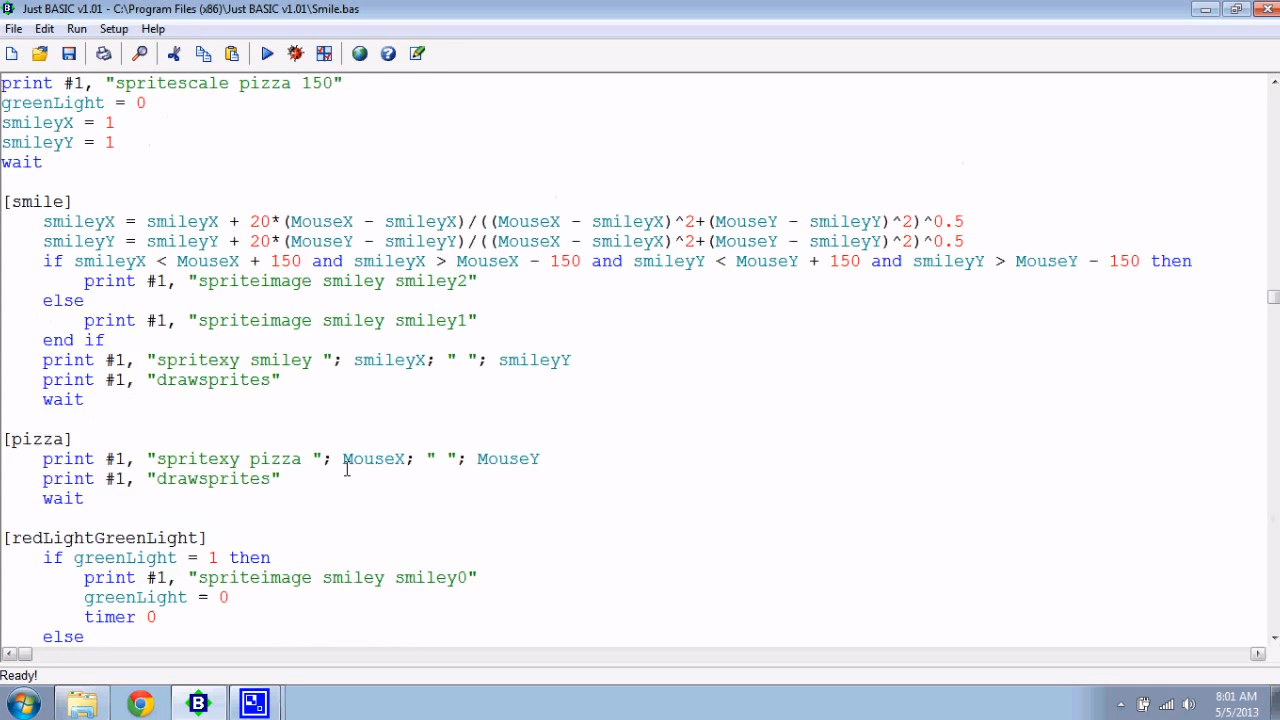 Just BASIC v1.01 - C:\Program Files (x86)\Just BASIC v1.01\Smile.bas
File Edit Run Setup Help
print #1, "spritescale pizza 150"
greenLight = 0
smileyX = 1
smileyY = 1
wait
[smile]
smileyX = smileyX + 20*(MouseX - smileyX)/((MouseX - smileyX)^2+(MouseY - smileyY)^2)^0.5
smileyY = smileyY + 20*(MouseY - smileyY)/((MouseX - smileyX)^2+(MouseY - smileyY)^2)^0.5
if smileyX < MouseX + 150 and smileyX > MouseX - 150 and smileyY < MouseY + 150 and smileyY > MouseY - 150 then
print #1, "spriteimage smiley smiley2"
else
print #1, "spriteimage smiley smiley1"
end if
print #1, "spritexy smiley "; smileyX; " "; smileyY
print #1, "drawsprites"
wait
[pizza]
print #1, "spritexy pizza "; MouseX; " "; MouseY
print #1, "drawsprites"
wait
[redLightGreenLight]
if greenLight = 1 then
print #1, "spriteimage smiley smiley0"
greenLight = 0
timer 0
else
Ready!
8:01 AM
5/5/2013